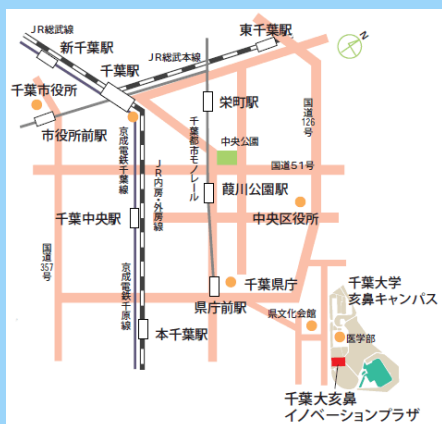 JR総武線
新千葉駅
千葉駅
JR総武本線
東千葉駅
N
千葉市役所
市役所前駅
栄町駅
国道126号
京成電鉄千葉線
JR内房・外房線
千葉都市モノレール
中央公園
国道51号
葭川公園駅
千葉中央駅
中央区役所
国道357号
京成電鉄千原線
千葉県庁
県庁前駅
本千葉駅
県文化会館
千葉大学
亥鼻キャンパス
医学部
千葉大亥鼻
イノベーションプラザ